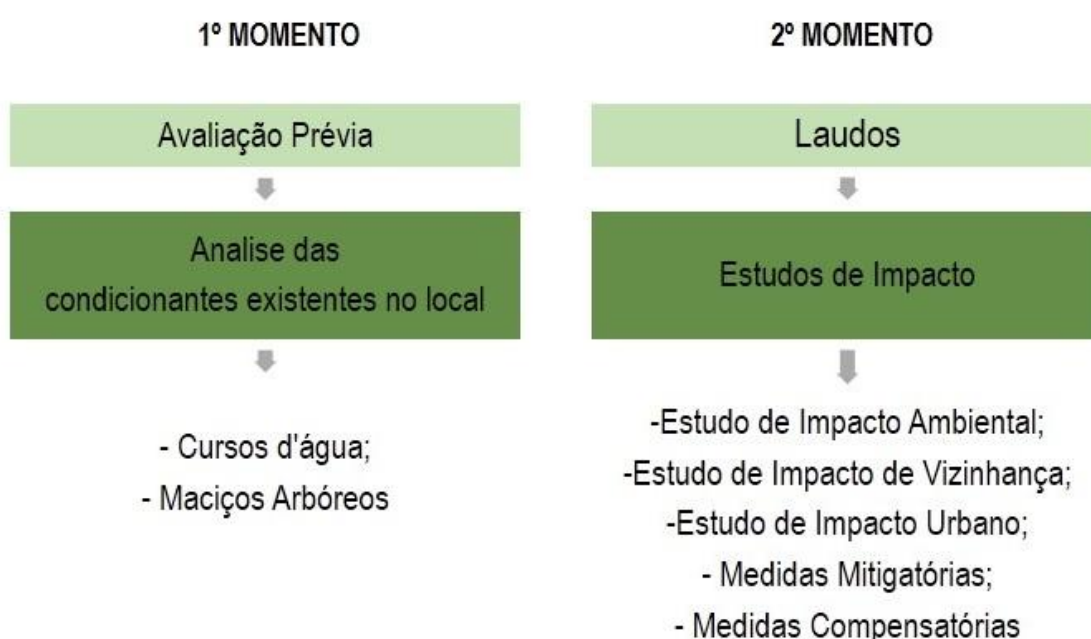 1º MOMENTO
Avaliação Prévia
Analise das
condicionantes existentes no local
- Cursos d'água;
- Maciços Arbóreos
2º MOMENTO
Laudos
Estudos de Impacto
-Estudo de Impacto Ambiental;
-Estudo de Impacto de Vizinhança;
-Estudo de Impacto Urbano;
- Medidas Mitigatórias;
- Medidas Compensatórias